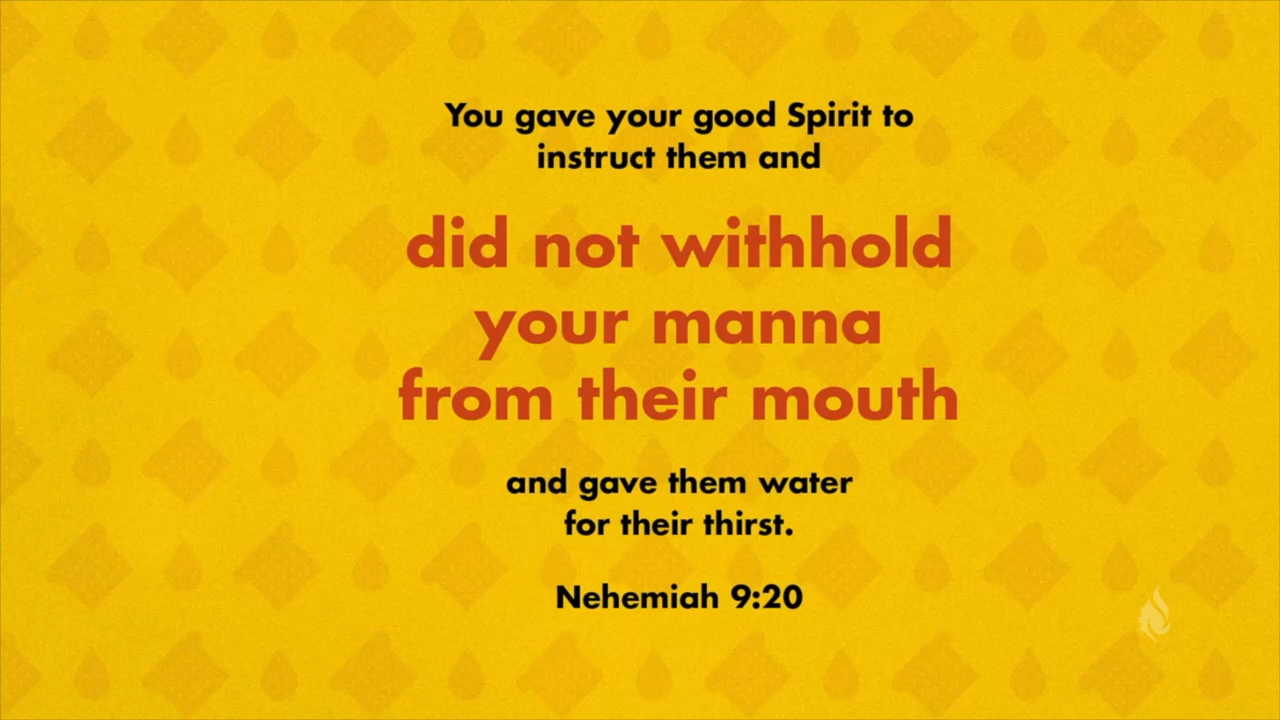 You gave your good Spirit to
instruct them and
did not withhold
your manna
from their mouth
and gave them water
for their thirst.
Nehemiah 9:20